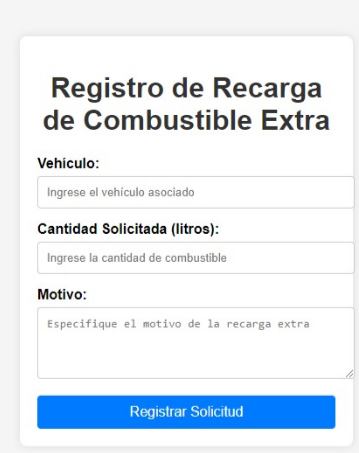 Registro de Recarga
de Combustible Extra
Vehículo:
Ingrese el vehículo asociado
Cantidad Solicitada (litros):
Ingrese la cantidad de combustible
Motivo:
Especifique el motivo de la recarga extra
Registrar Solicitud